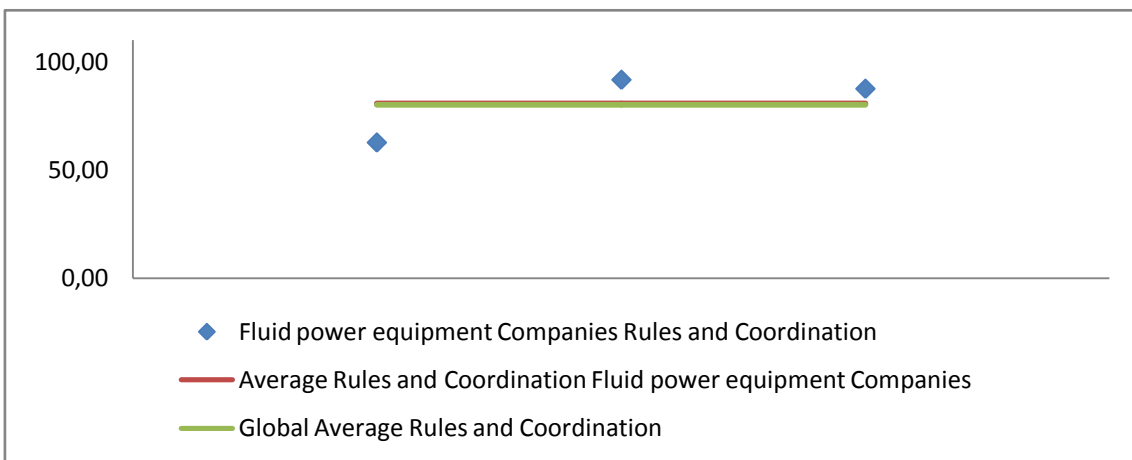 100,00
50,00
0,00
Fluid power equipment Companies Rules and Coordination
Average Rules and Coordination Fluid power equipment Companies
Global Average Rules and Coordination